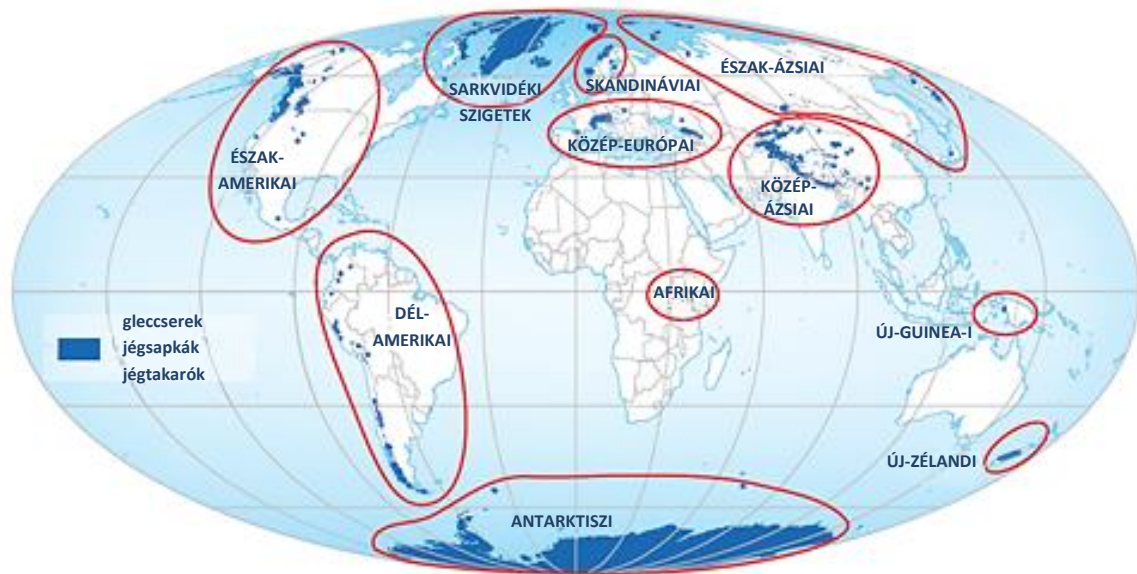 SARKVIDÉKI
SZIGETEK
SKANDINÁVIAI
ÉSZAK-ÁZSIAI
KÖZÉP-EURÓPAI
ÉSZAK-
AMERIKAI
KÖZÉP-
ÁZSIAI
AFRIKAI
DÉL-
AMERIKAI
ÚJ-GUINEA-I
gleccserek
jégsapkák
jégtakarók
ÚJ-ZÉLANDI
ANTARKTISZI